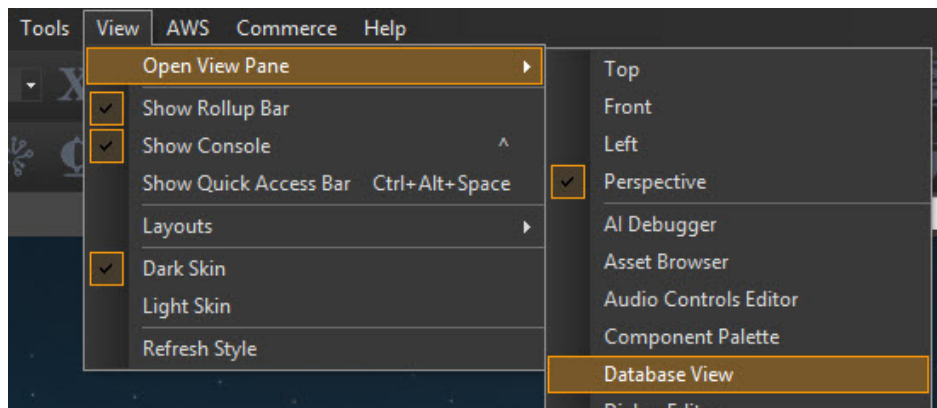 Tools View AWS Commerce Help
Open View Pane
Show Rollup Bar
Show Console ^
Show Quick Access Bar Ctrl+Alt+Space
Layouts
Dark Skin
Light Skin
Refresh Style
Top
Front
Left
Perspective
AI Debugger
Asset Browser
Audio Controls Editor
Component Palette
Database View